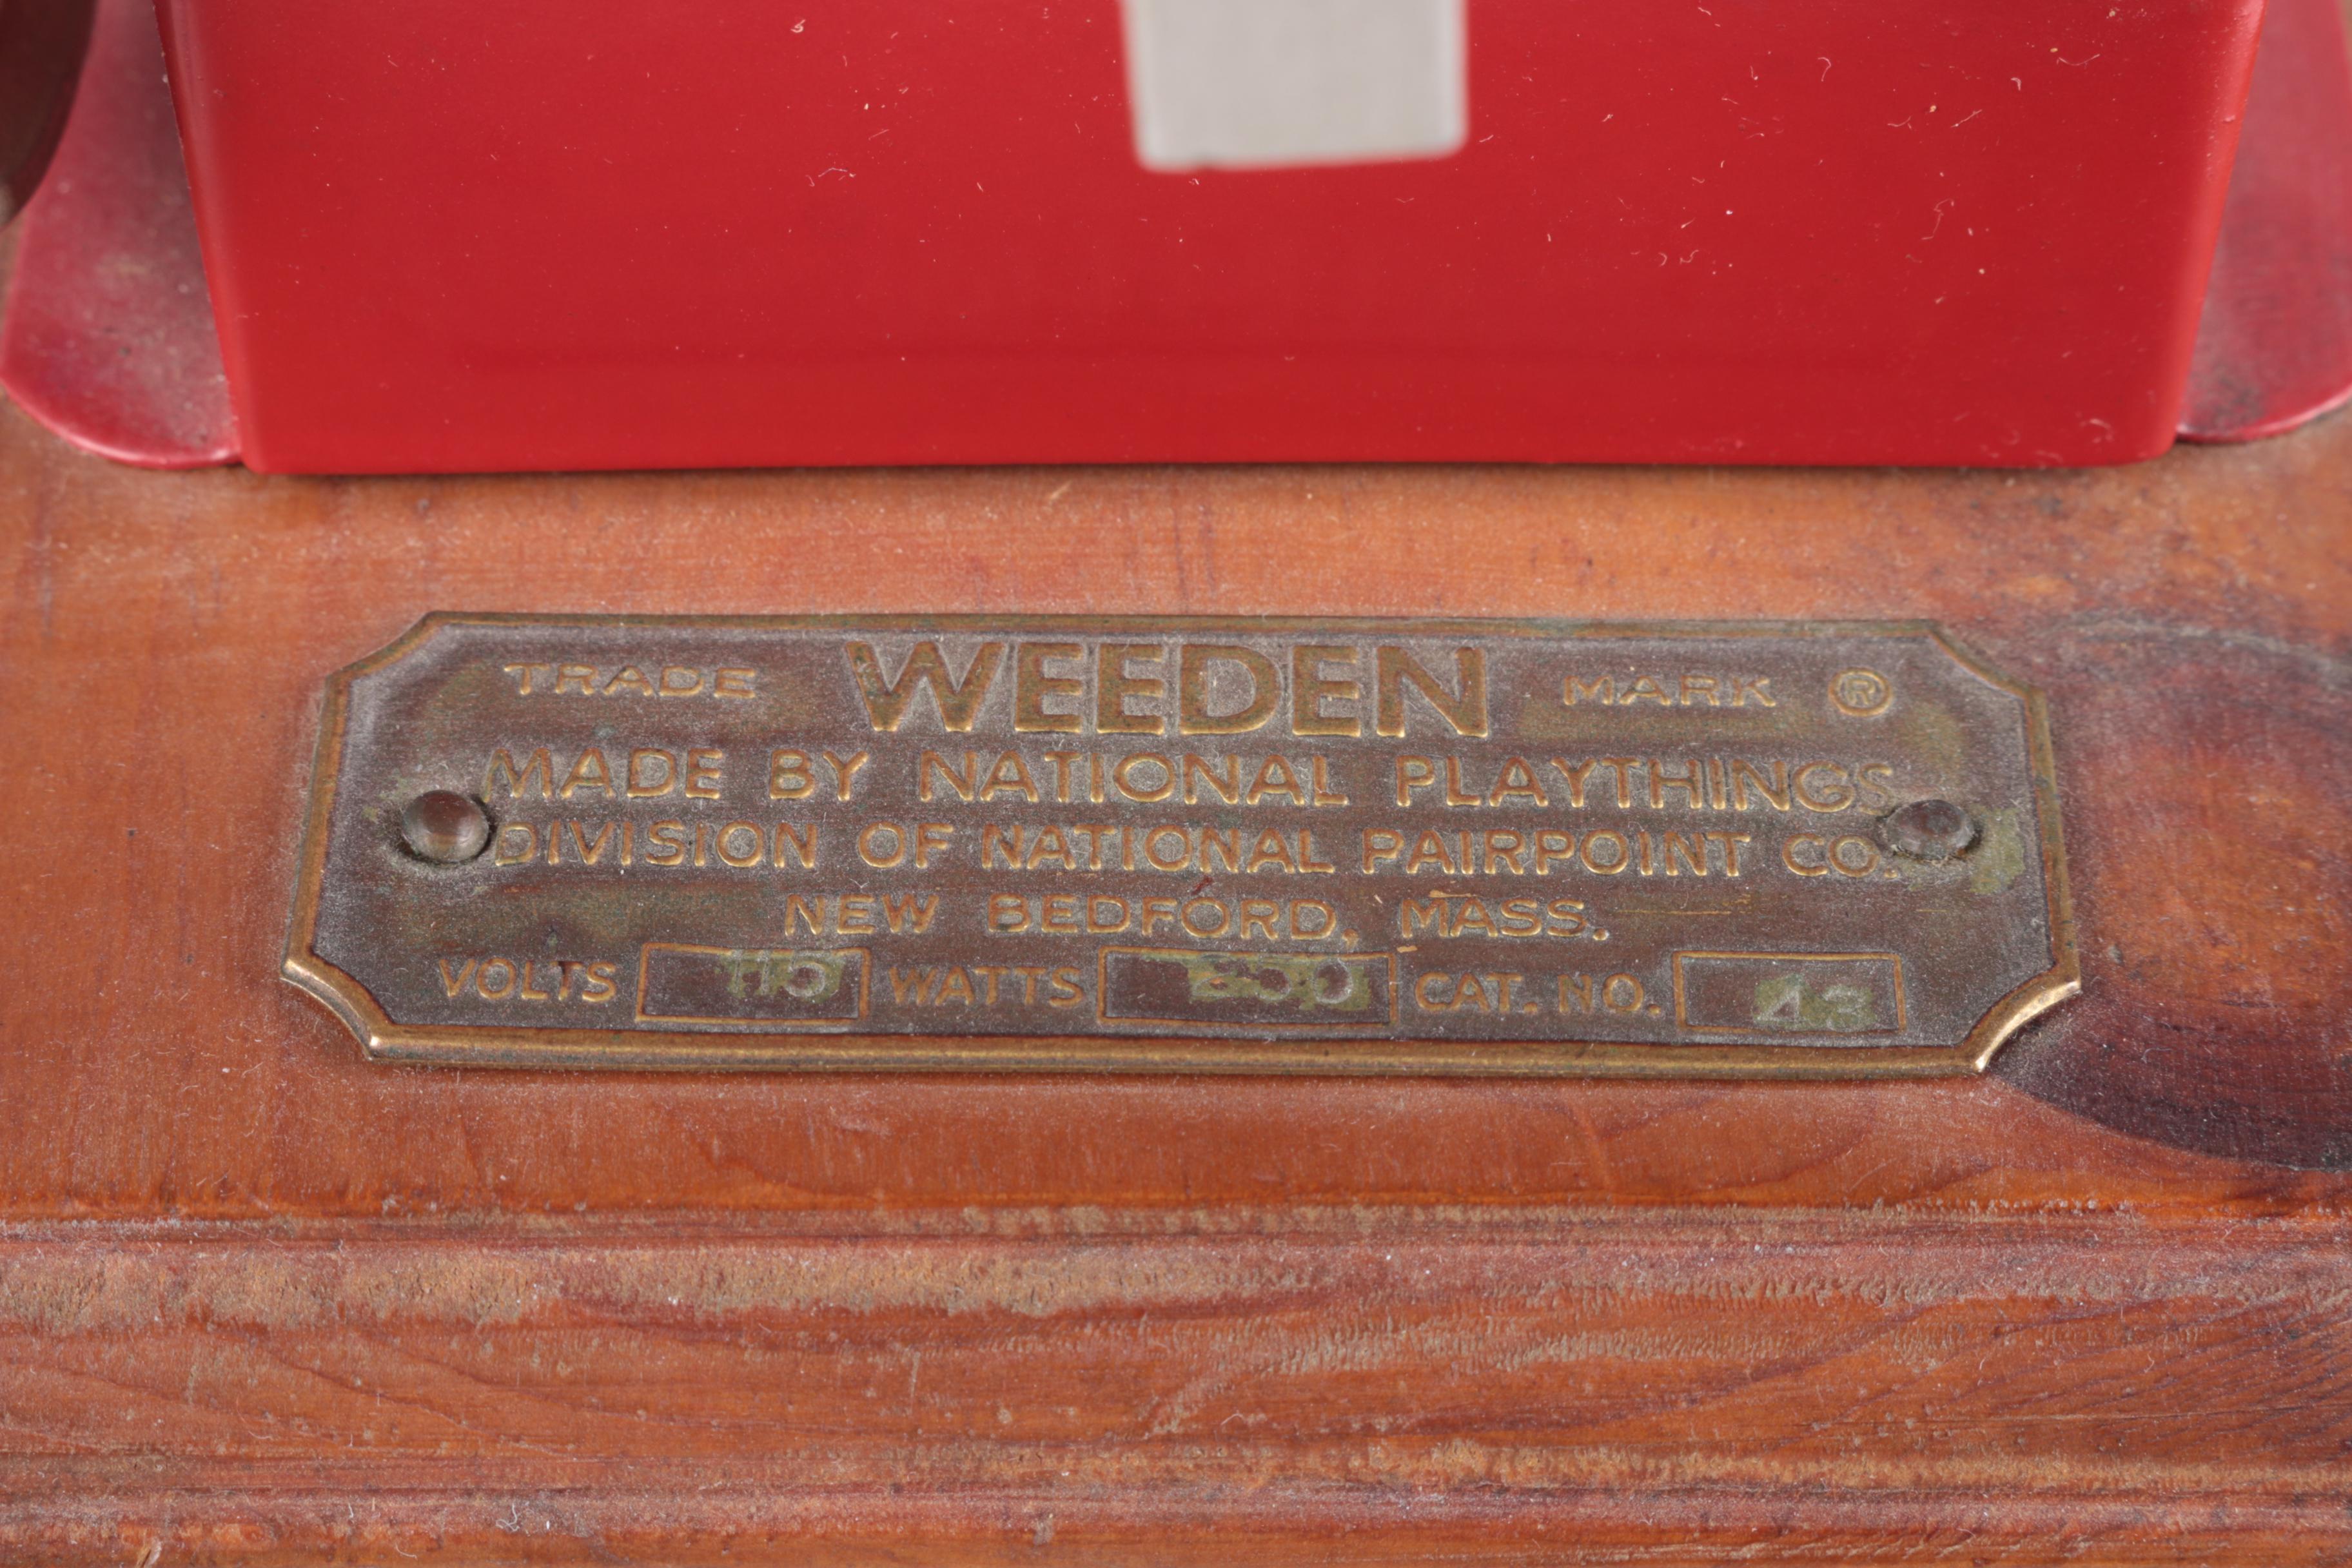 TRADE WEEDEN MARK ®
MADE BY NATIONAL PLAYTHINGS
DIVISION OF NATIONAL PAIRPOINT CO.
NEW BEDFORD, MASS.
VOLTS 110 WATTS CAT. NO. 43